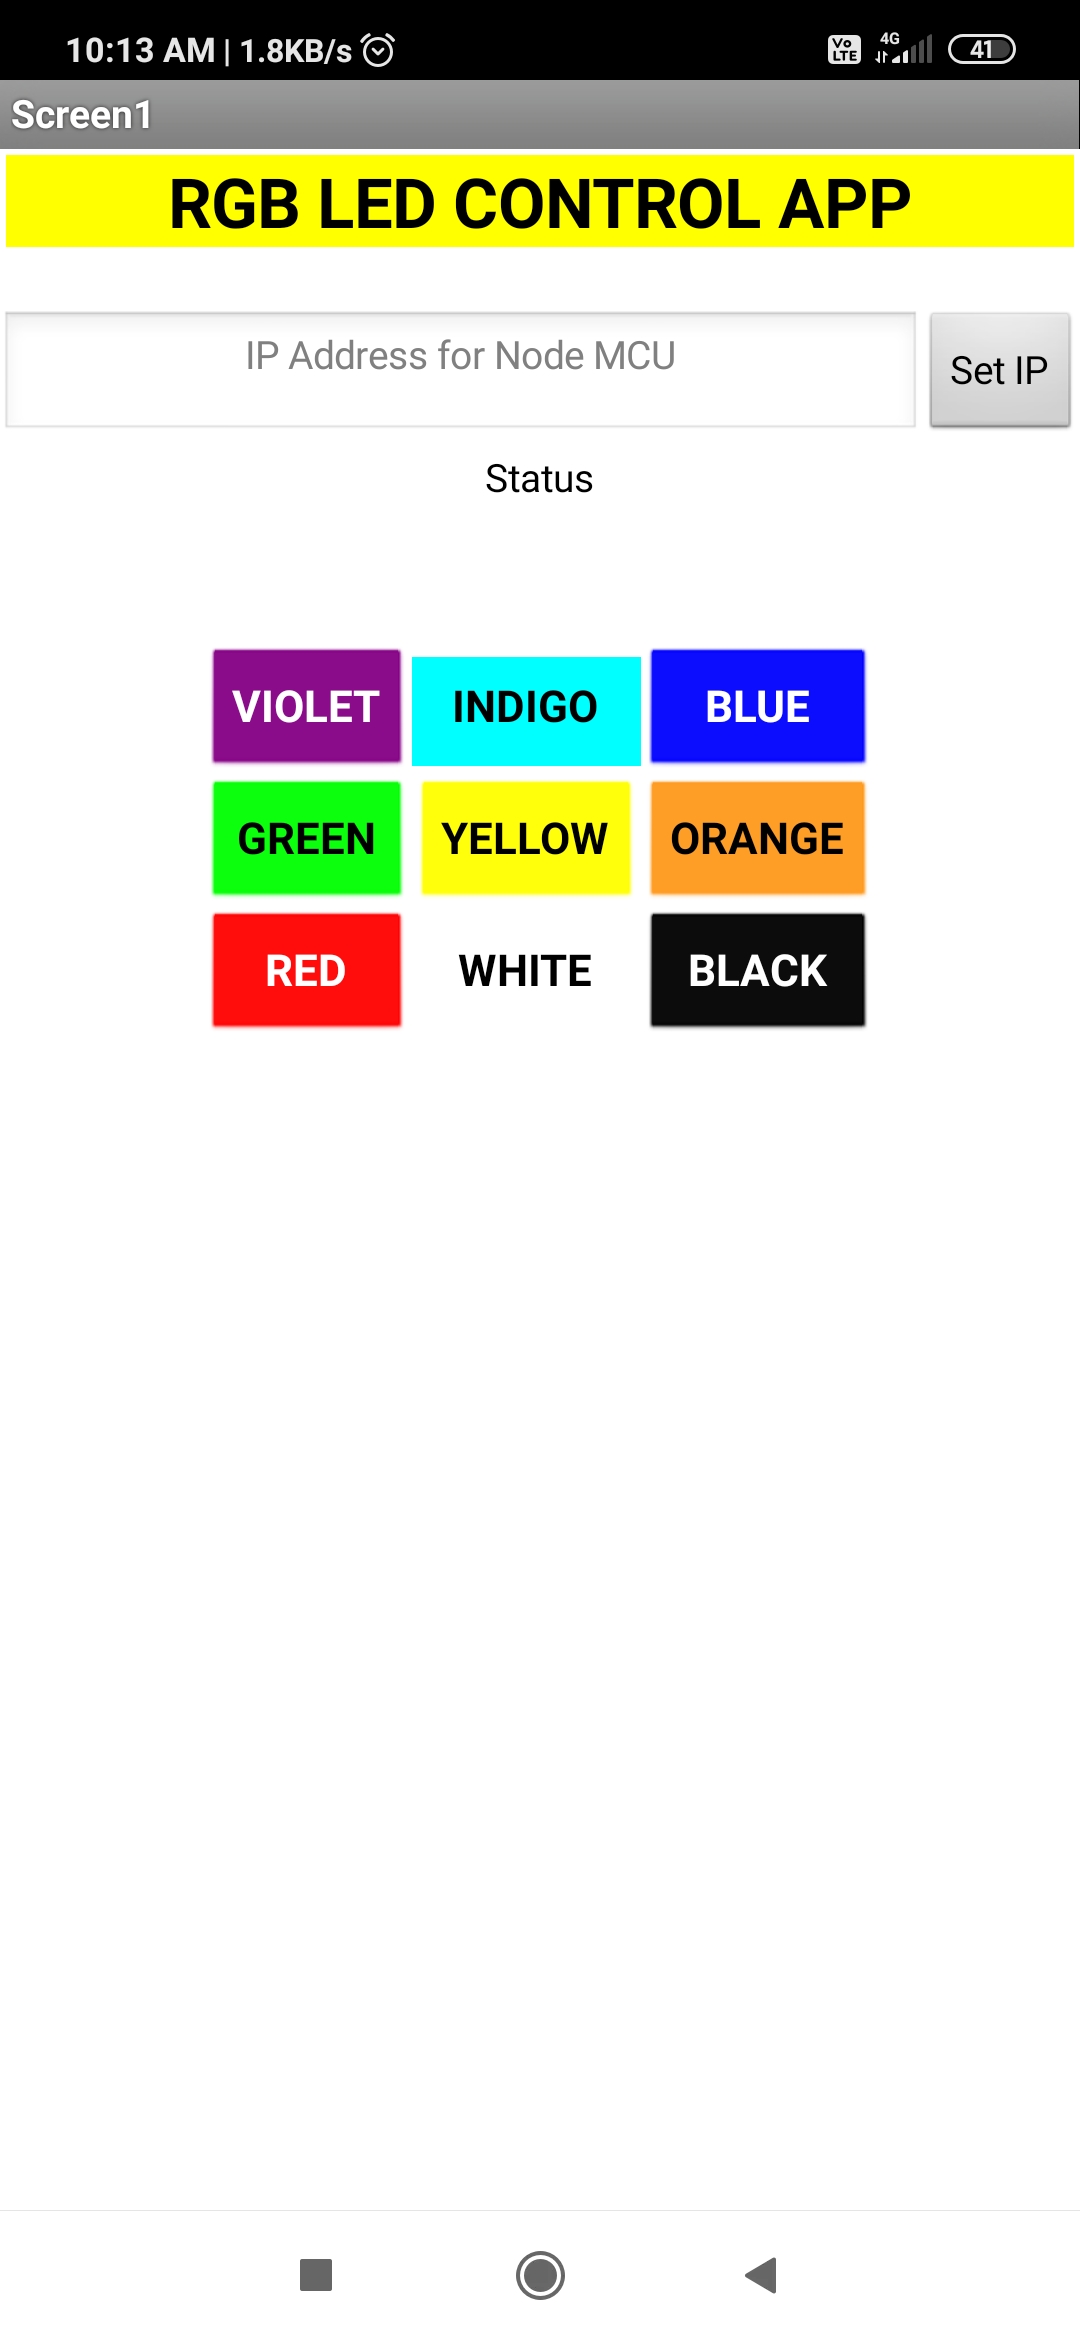 10:13 AM | 1.8KB/s Vo LTE 4G 41
Screen1
RGB LED CONTROL APP
IP Address for Node MCU Set IP
Status
VIOLET INDIGO BLUE
GREEN YELLOW ORANGE
RED WHITE BLACK